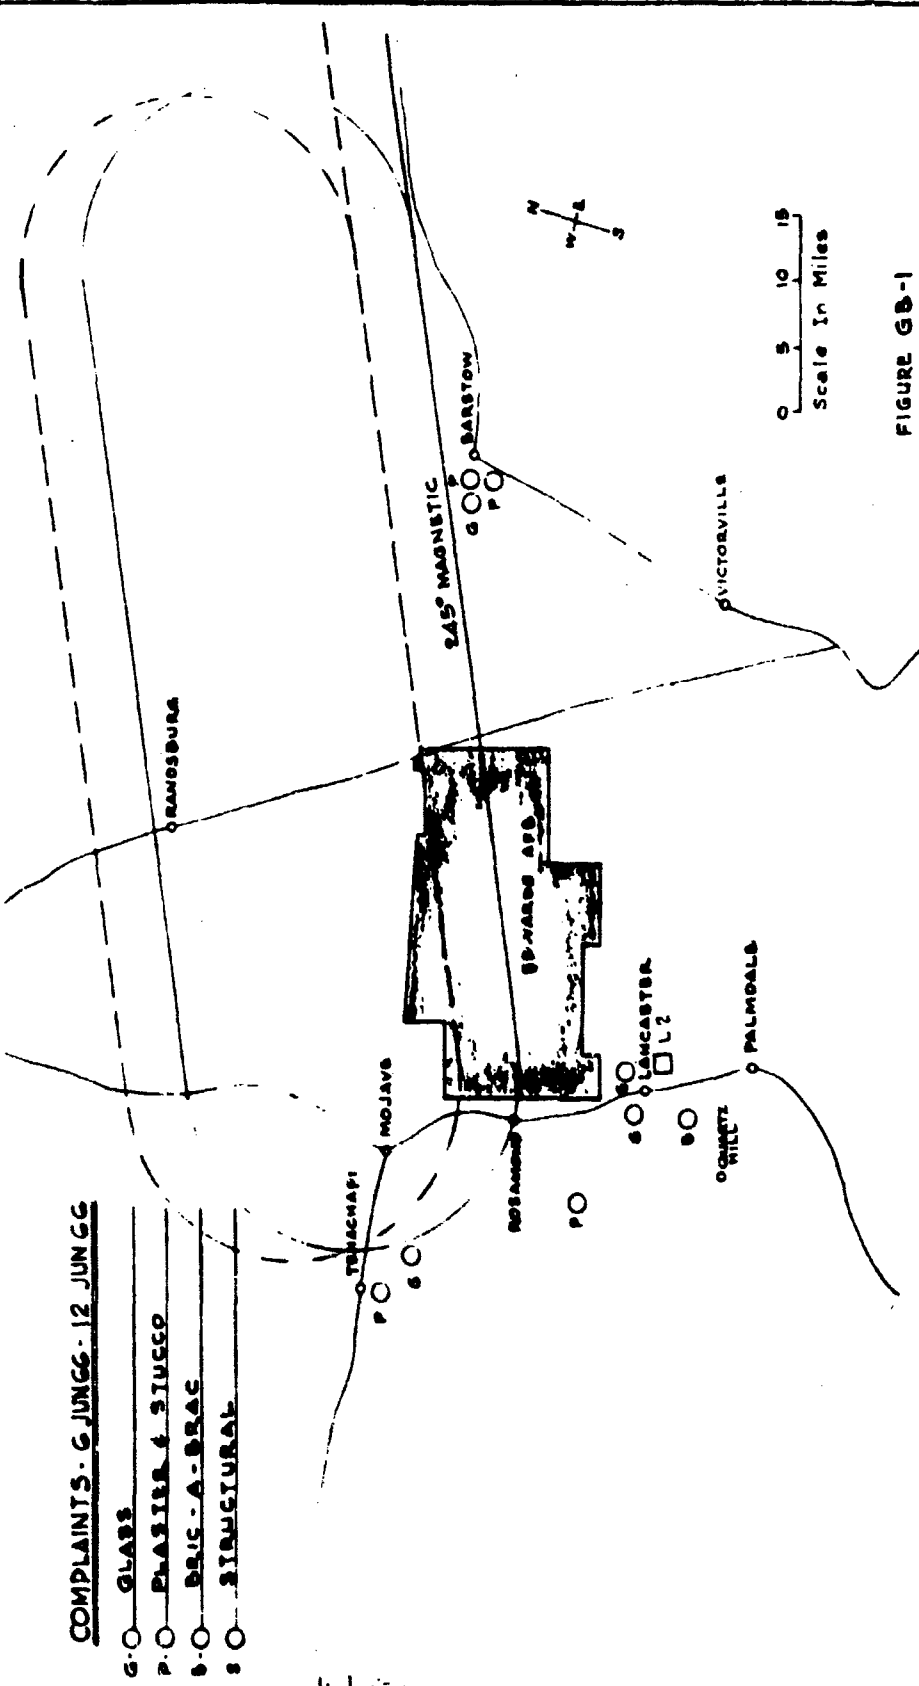 COMPLAINTS - 6 JUN 66 - 12 JUN 66
G-○ GLASS
P-○ PLASTER & STUCCO
B-○ BRIC-A-BRAC
S ○ STRUCTURAL
RANDSBURG
TEHACHAPI
P
G
MOJAVE
ROSAMOND
P
EDWARDS AFB
245° MAGNETIC
G
P
P
BARSTOW
N
W E
S
G
LANCASTER
L2
B
QUARTZ
HILL
PALMDALE
VICTORVILLE
0 5 10 15
Scale In Miles
FIGURE GB-1